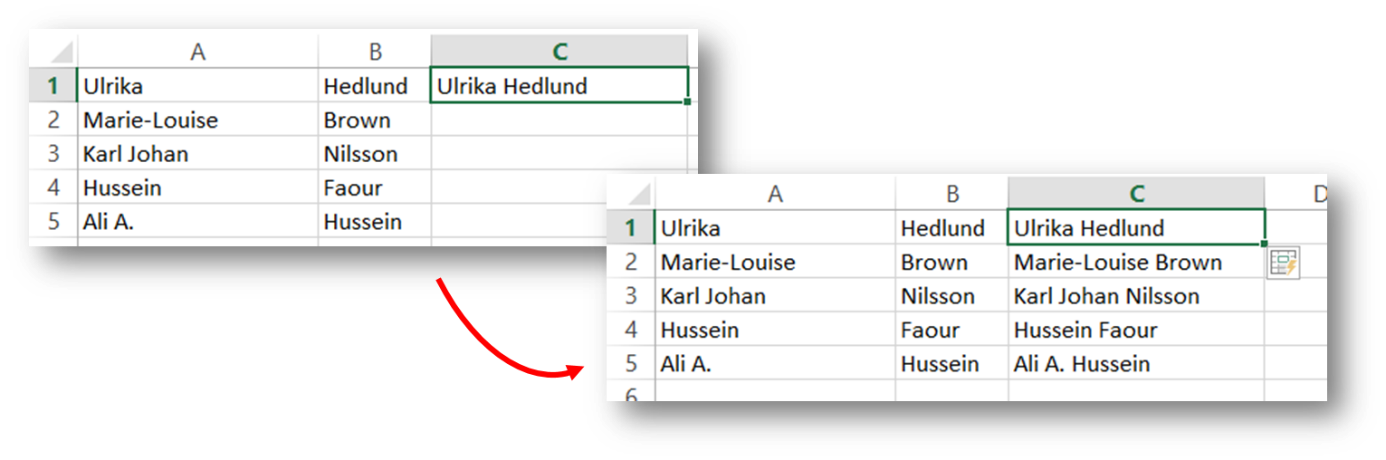 A B C
1 Ulrika Hedlund Ulrika Hedlund
2 Marie-Louise Brown
3 Karl Johan Nilsson
4 Hussein Faour
5 Ali A. Hussein
A B C D
1 Ulrika Hedlund Ulrika Hedlund
2 Marie-Louise Brown Marie-Louise Brown
3 Karl Johan Nilsson Karl Johan Nilsson
4 Hussein Faour Hussein Faour
5 Ali A. Hussein Ali A. Hussein
6